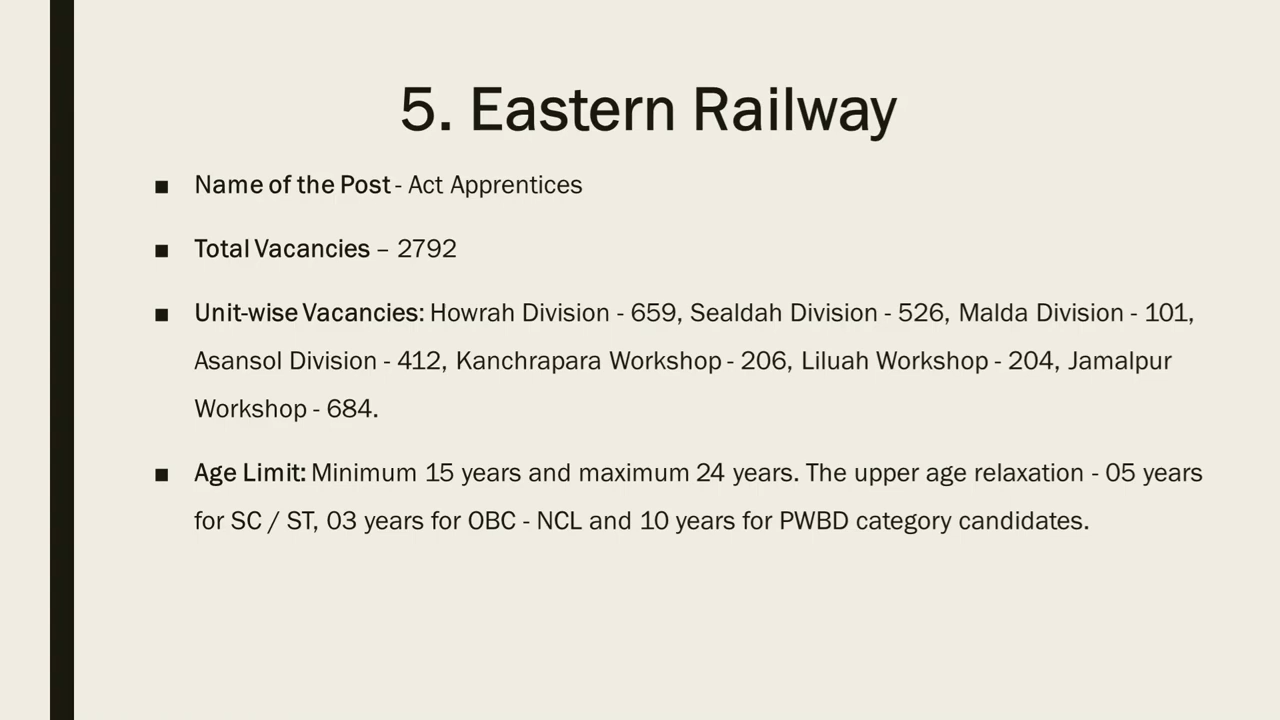 5. Eastern Railway
■ Name of the Post - Act Apprentices
■ Total Vacancies – 2792
■ Unit-wise Vacancies: Howrah Division - 659, Sealdah Division - 526, Malda Division - 101,
Asansol Division - 412, Kanchrapara Workshop - 206, Liluah Workshop - 204, Jamalpur
Workshop - 684.
■ Age Limit: Minimum 15 years and maximum 24 years. The upper age relaxation - 05 years
for SC / ST, 03 years for OBC - NCL and 10 years for PWBD category candidates.